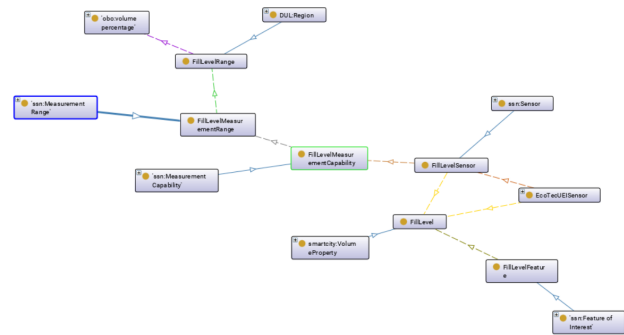 `obo:volume
percentage`
DUL:Region
FillLevelRange
`ssn:Measurement
Range`
FillLevelMeasur
ementRange
ssn:Sensor
FillLevelMeasur
ementCapability
FillLevelSensor
`ssn:Measurement
Capability`
EcoTecUEISensor
FillLevel
smartcity:Volum
eProperty
FillLevelFeatur
e
`ssn:Feature of
Interest`